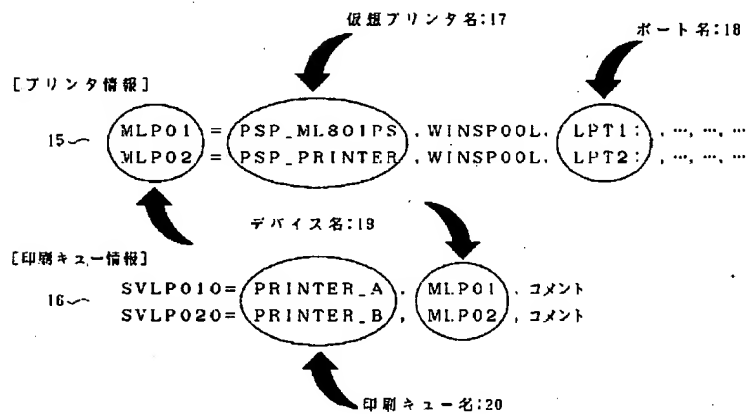 仮想プリンタ名:17
ポート名:18
[プリンタ情報]
15 MLP01 = PSP_ML801PS , WINSPOOL, LPT1: , …, …, …
MLP02 = PSP_PRINTER , WINSPOOL, LPT2: , …, …, …
デバイス名:19
[印刷キュー情報]
16 SVLP010= PRINTER_A , MLP01 , コメント
SVLP020= PRINTER_B , MLP02 , コメント
印刷キュー名:20